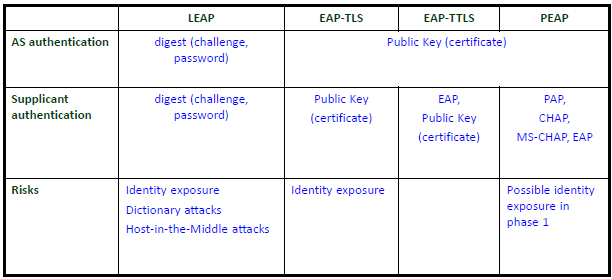 LEAP EAP-TLS EAP-TTLS PEAP
AS authentication digest (challenge, password) Public Key (certificate)
Supplicant authentication digest (challenge, password) Public Key (certificate) EAP, Public Key (certificate) PAP, CHAP, MS-CHAP, EAP
Risks Identity exposure Dictionary attacks Host-in-the-Middle attacks Identity exposure Possible identity exposure in phase 1